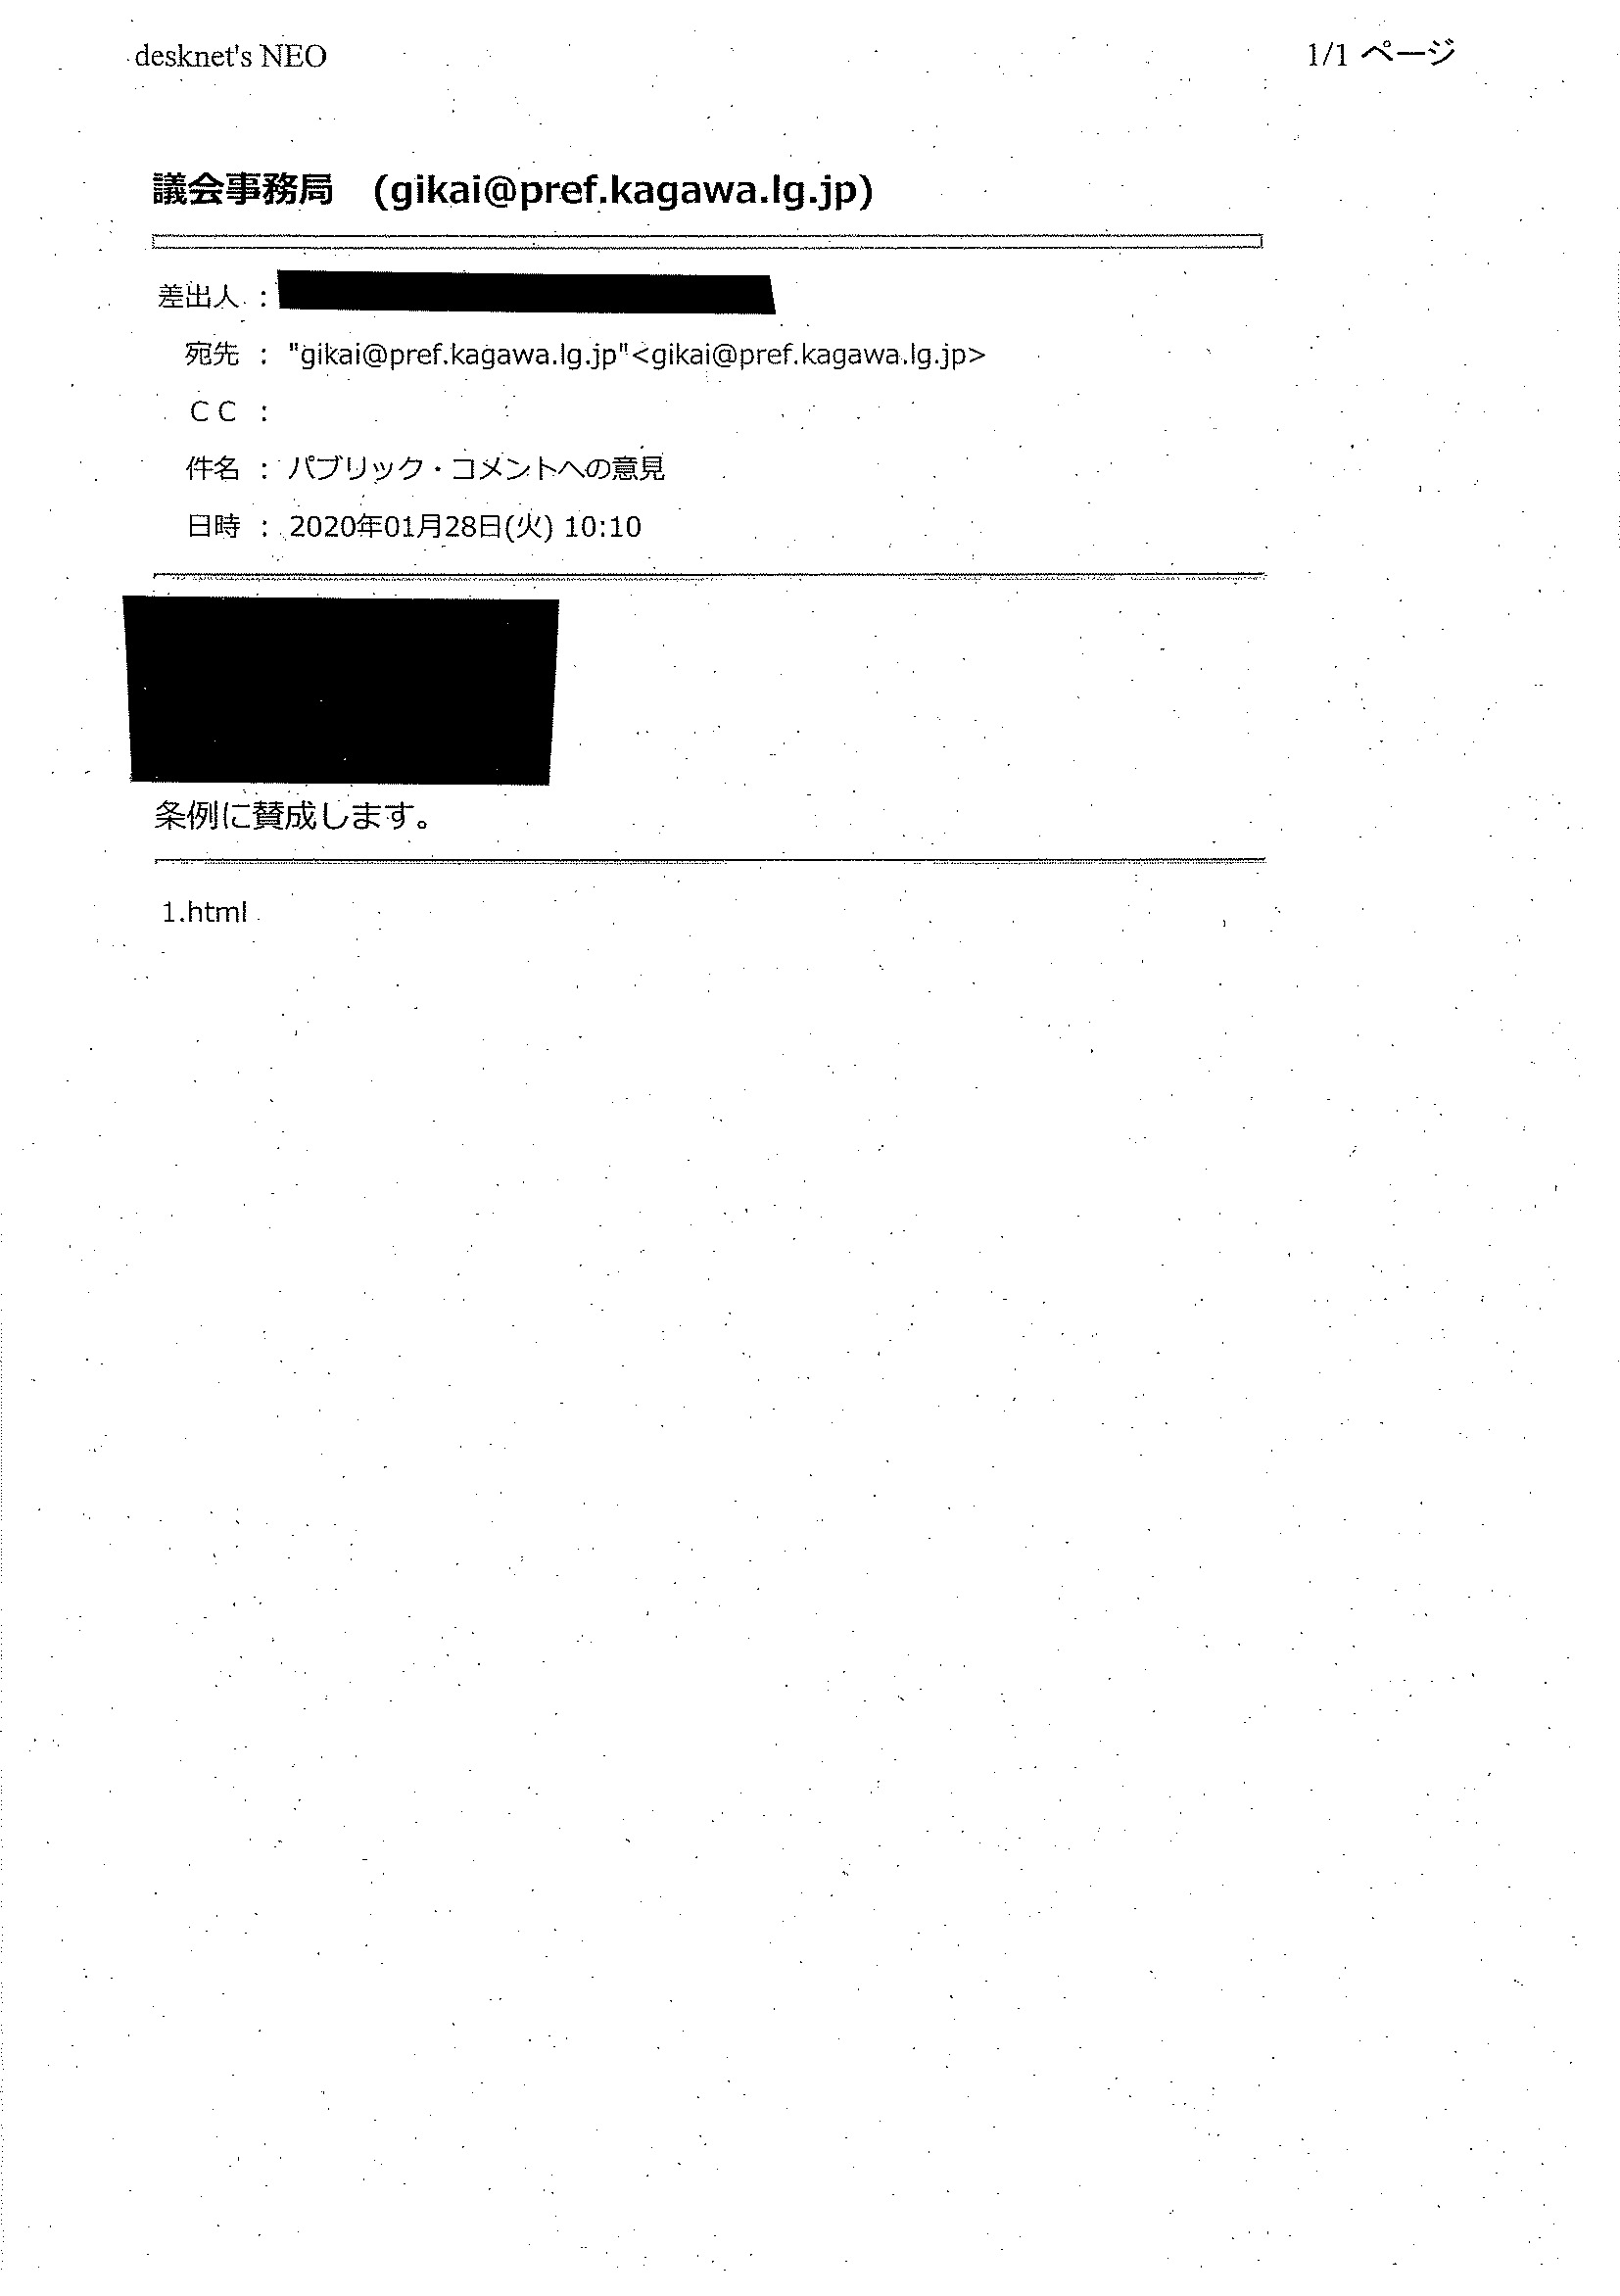 desknet's NEO
1/1 ページ
議会事務局　(gikai@pref.kagawa.lg.jp)
差出人 :
宛先 : "gikai@pref.kagawa.lg.jp"<gikai@pref.kagawa.lg.jp>
ＣＣ :
件名 : パブリック・コメントへの意見
日時 : 2020年01月28日(火) 10:10
条例に賛成します。
1.html